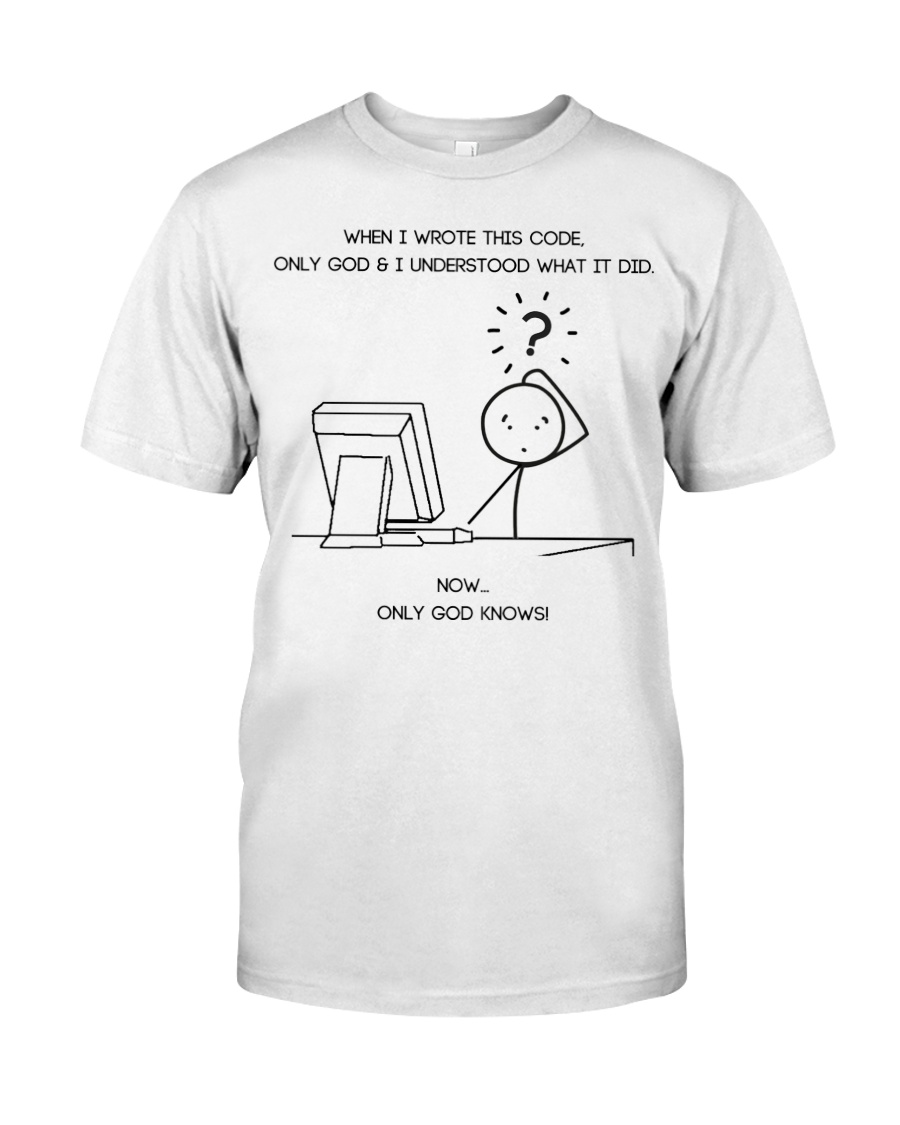 WHEN I WROTE THIS CODE,
ONLY GOD & I UNDERSTOOD WHAT IT DID.
?
NOW...
ONLY GOD KNOWS!